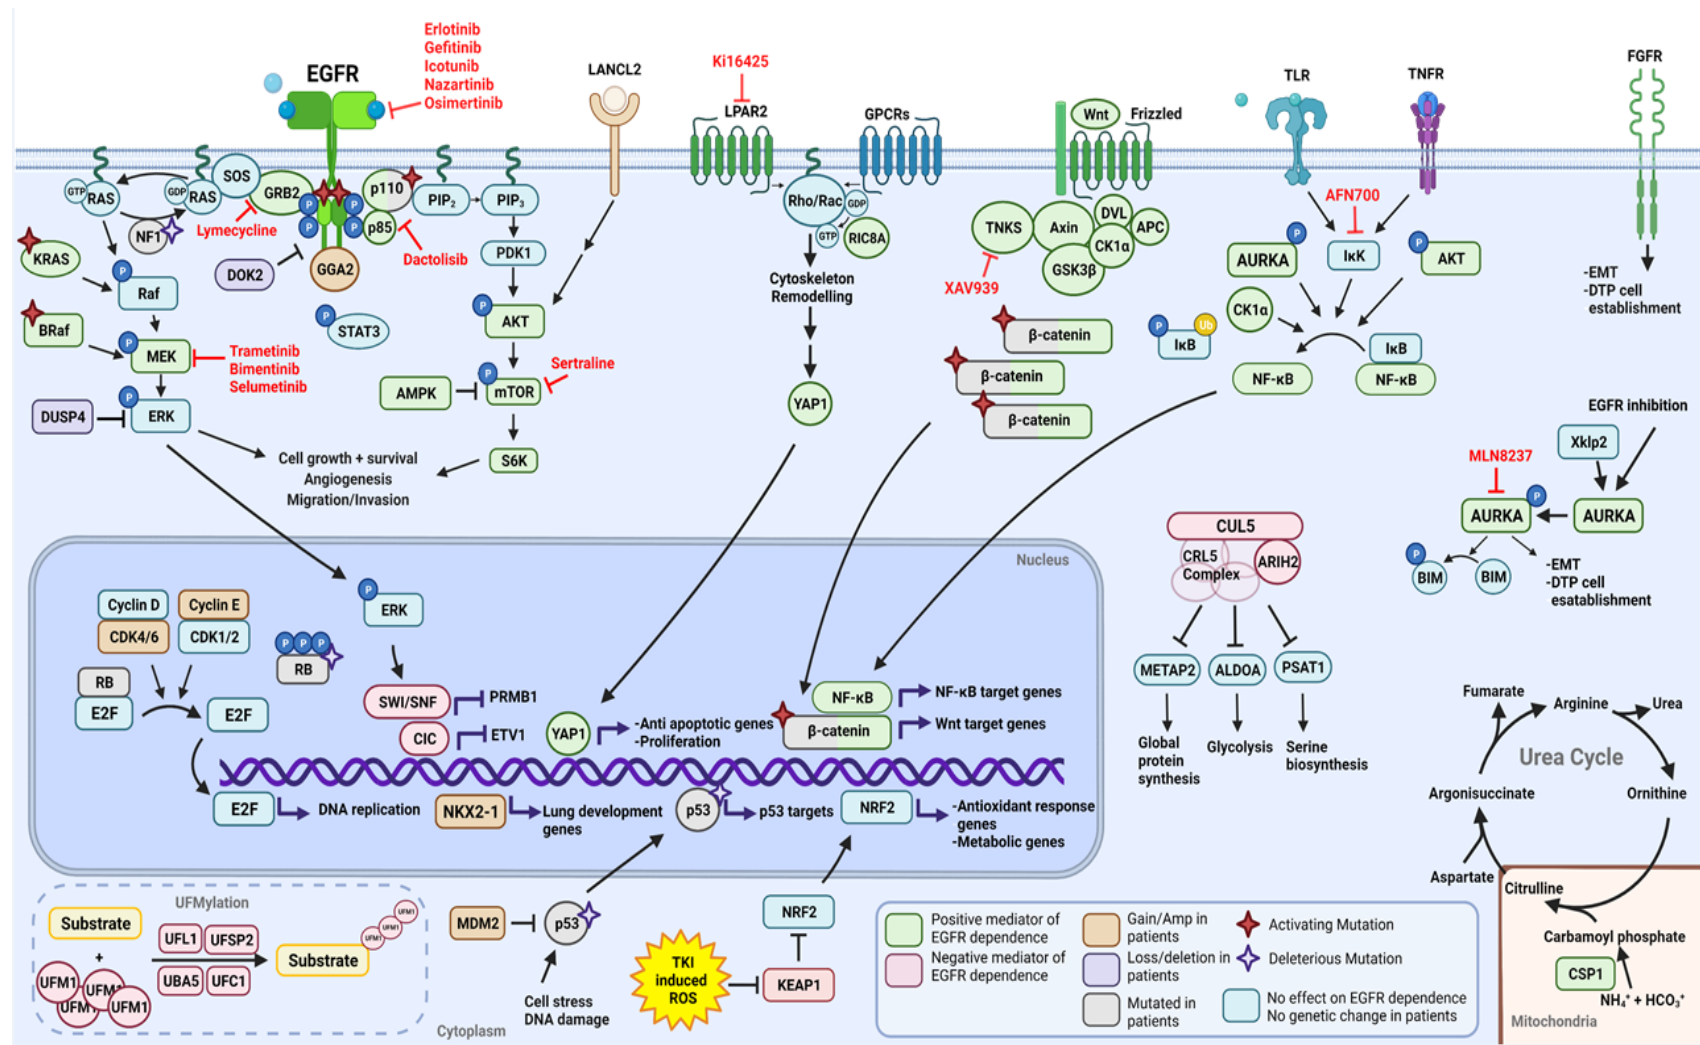 Erlotinib
Gefitinib
Icotunib
Nazartinib
Osimertinib
EGFR
LANCL2
Ki16425
LPAR2
GPCRs
Wnt
Frizzled
TLR
TNFR
FGFR
GTP
RAS
GDP
RAS
SOS
GRB2
P
P
P
P
p110
p85
PIP₂
PIP₃
NF1
Lymecycline
Dactolisib
KRAS
DOK2
GGA2
PDK1
Rho/Rac
GDP
GTP
RIC8A
TNKS
Axin
DVL
APC
CK1α
GSK3β
XAV939
AFN700
P
AURKA
IκK
P
AKT
-EMT
-DTP cell
establishment
P
Raf
Cytoskeleton
Remodelling
BRaf
P
MEK
Trametinib
Bimentinib
Selumetinib
P
STAT3
P
AKT
β-catenin
β-catenin
β-catenin
P
Ub
IκB
CK1α
IκB
NF-κB
NF-κB
Sertraline
AMPK
P
mTOR
YAP1
DUSP4
P
ERK
S6K
Cell growth + survival
Angiogenesis
Migration/Invasion
EGFR inhibition
Xklp2
MLN8237
P
AURKA
AURKA
P
BIM
BIM
-EMT
-DTP cell
esatablishment
CUL5
CRL5
Complex
ARIH2
METAP2
ALDOA
PSAT1
Global
protein
synthesis
Glycolysis
Serine
biosynthesis
Nucleus
Cyclin D
CDK4/6
Cyclin E
CDK1/2
P
P
P
RB
RB
E2F
E2F
P
ERK
SWI/SNF
PRMB1
CIC
ETV1
YAP1
-Anti apoptotic genes
-Proliferation
NF-κB
NF-κB target genes
β-catenin
Wnt target genes
E2F
DNA replication
NKX2-1
Lung development
genes
p53
p53 targets
NRF2
-Antioxidant response
genes
-Metabolic genes
Fumarate
Arginine
Urea
Urea Cycle
Argonisuccinate
Ornithine
Aspartate
Citrulline
Carbamoyl phosphate
CSP1
NH₄⁺ + HCO₃⁻
Mitochondria
UFMylation
Substrate
+
UFM1
UFM1
UFM1
UFM1
UFL1
UFSP2
UBA5
UFC1
Substrate
UFM1
UFM1
UFM1
MDM2
p53
Cell stress
DNA damage
Cytoplasm
TKI
induced
ROS
KEAP1
NRF2
Positive mediator of
EGFR dependence
Negative mediator of
EGFR dependence
Gain/Amp in
patients
Loss/deletion in
patients
Mutated in
patients
Activating Mutation
Deleterious Mutation
No effect on EGFR dependence
No genetic change in patients